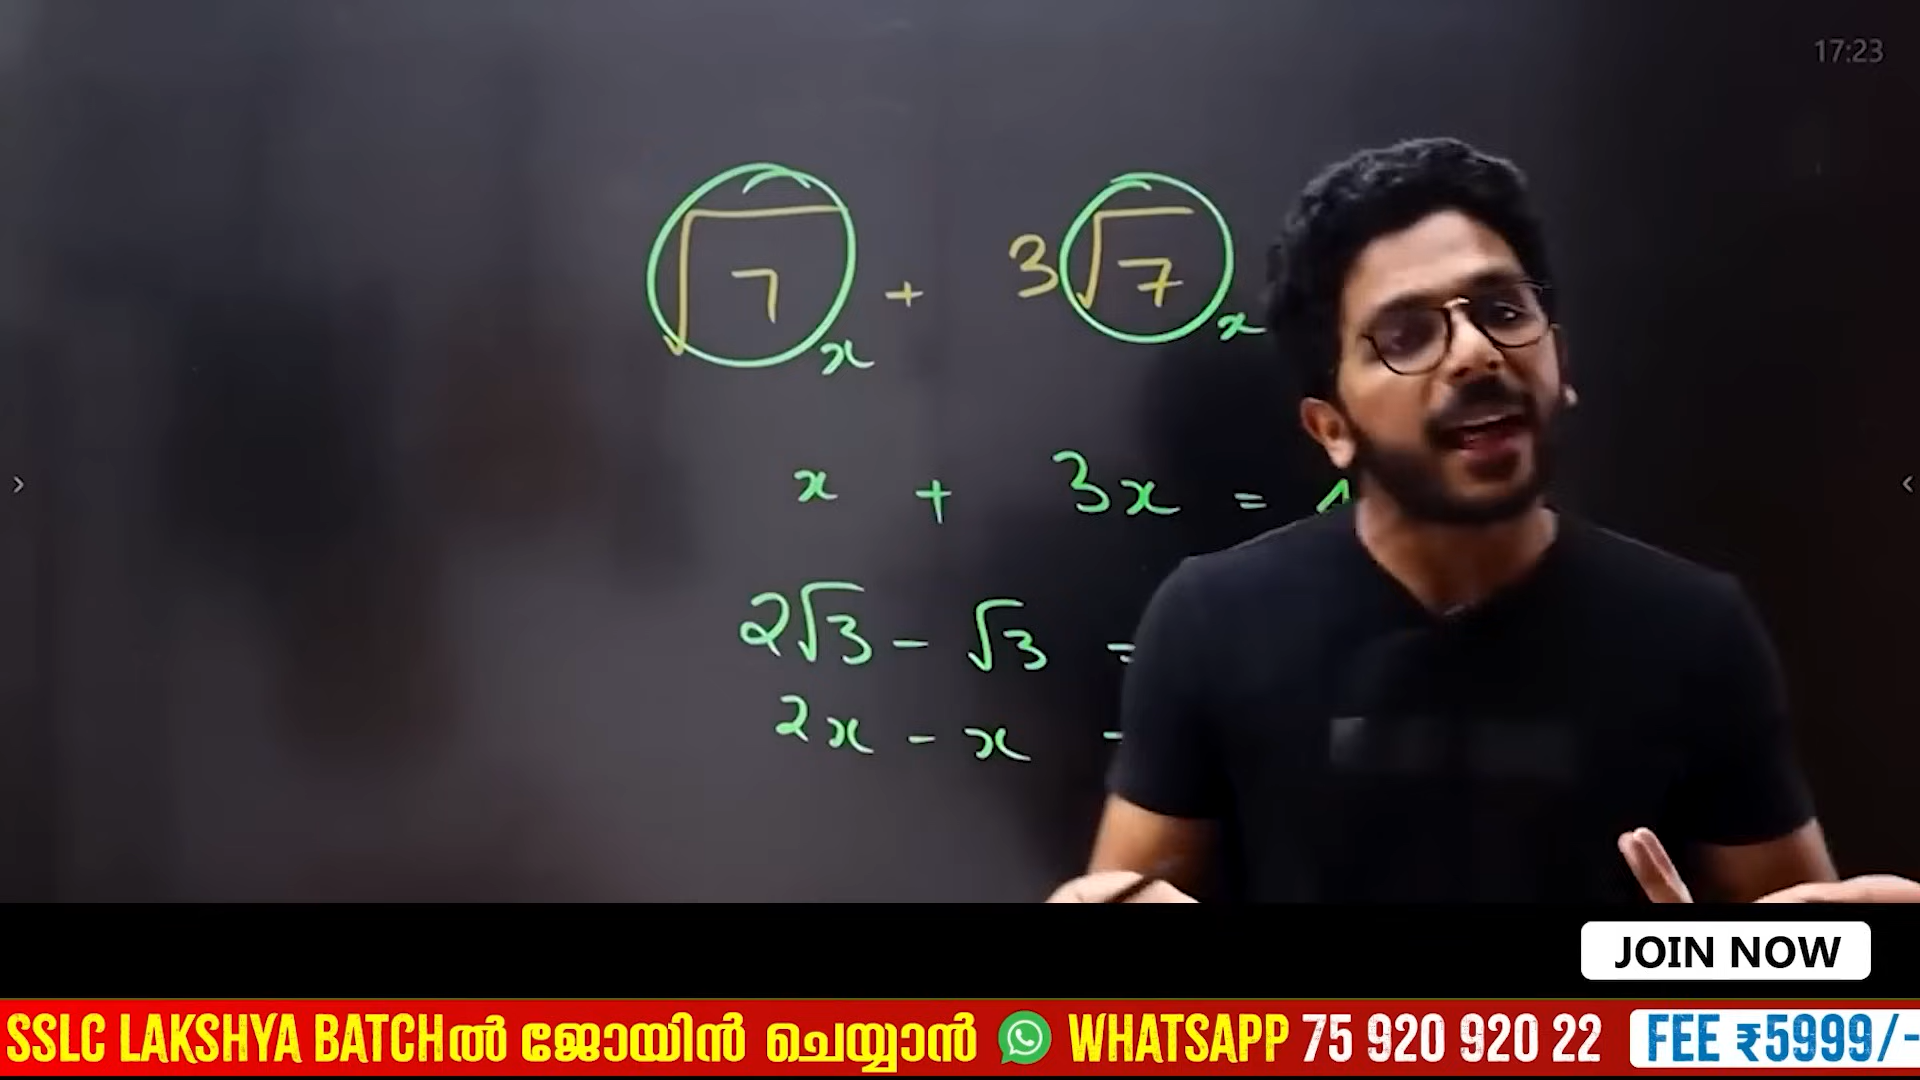 17:23
√7 x + 3√7 x
x + 3x =
2√3 - √3 =
2x - x =
JOIN NOW
SSLC LAKSHYA BATCHൽ ജോയിൻ ചെയ്യാൻ WHATSAPP 75 920 920 22 FEE ₹5999/-